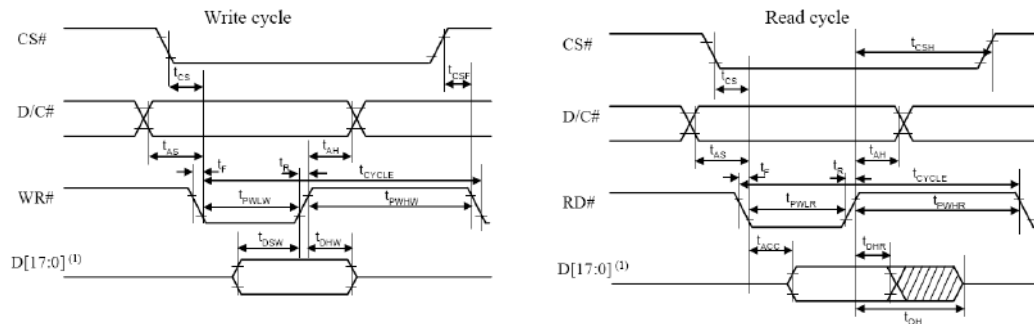 Write cycle
CS#
tCS
tCSF
D/C#
tAS
tF
tR
tAH
tCYCLE
WR#
tPWLW
tPWHW
tDSW
tDHW
D[17:0](1)
Read cycle
CS#
tCSH
tCS
D/C#
tAS
tF
tR
tAH
tCYCLE
RD#
tPWLR
tPWHR
tACC
tDHR
D[17:0](1)
tOH